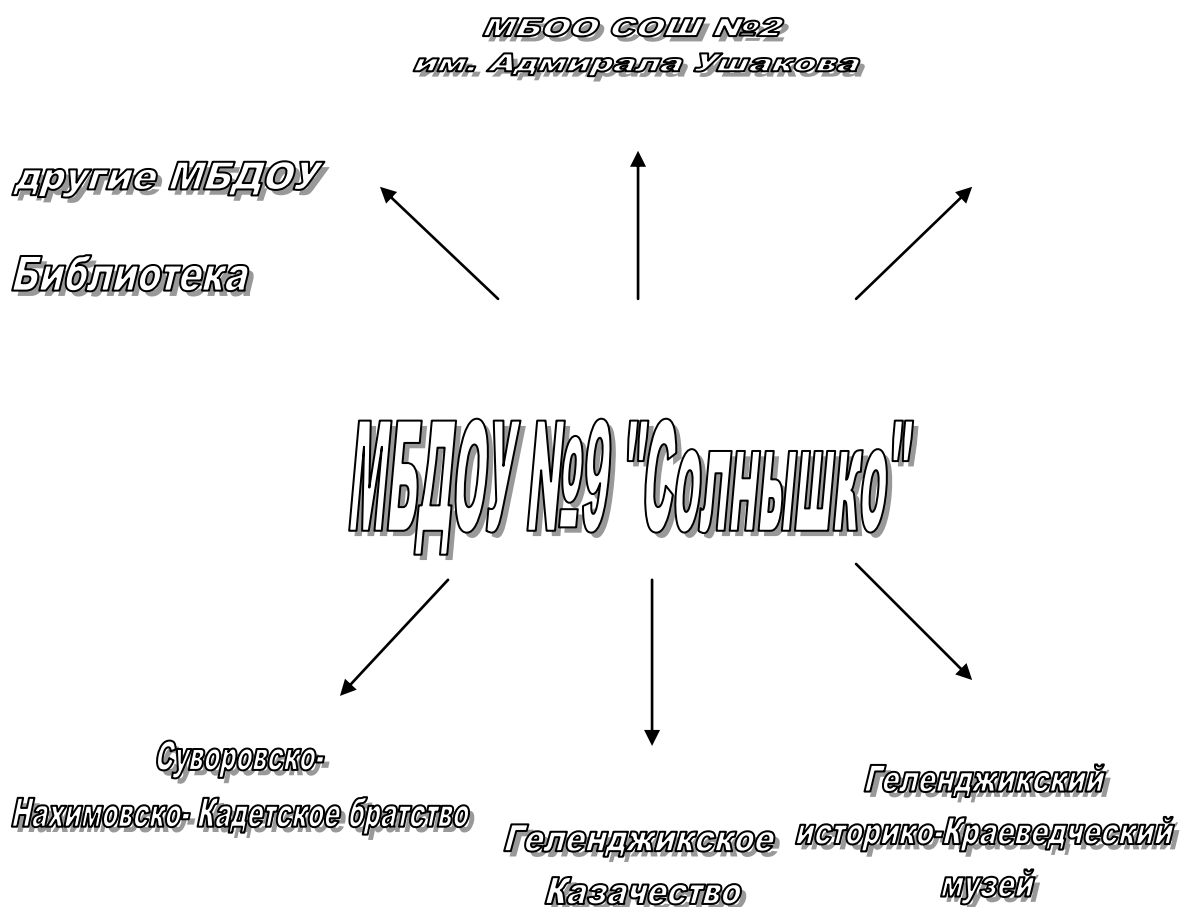 МБОО СОШ №2
им. Адмирала Ушакова
другие МБДОУ
Библиотека
МБДОУ №9 "Солнышко"
Суворовско-
Нахимовско- Кадетское братство
Геленджикское
Казачество
Геленджикский
историко-Краеведческий
музей